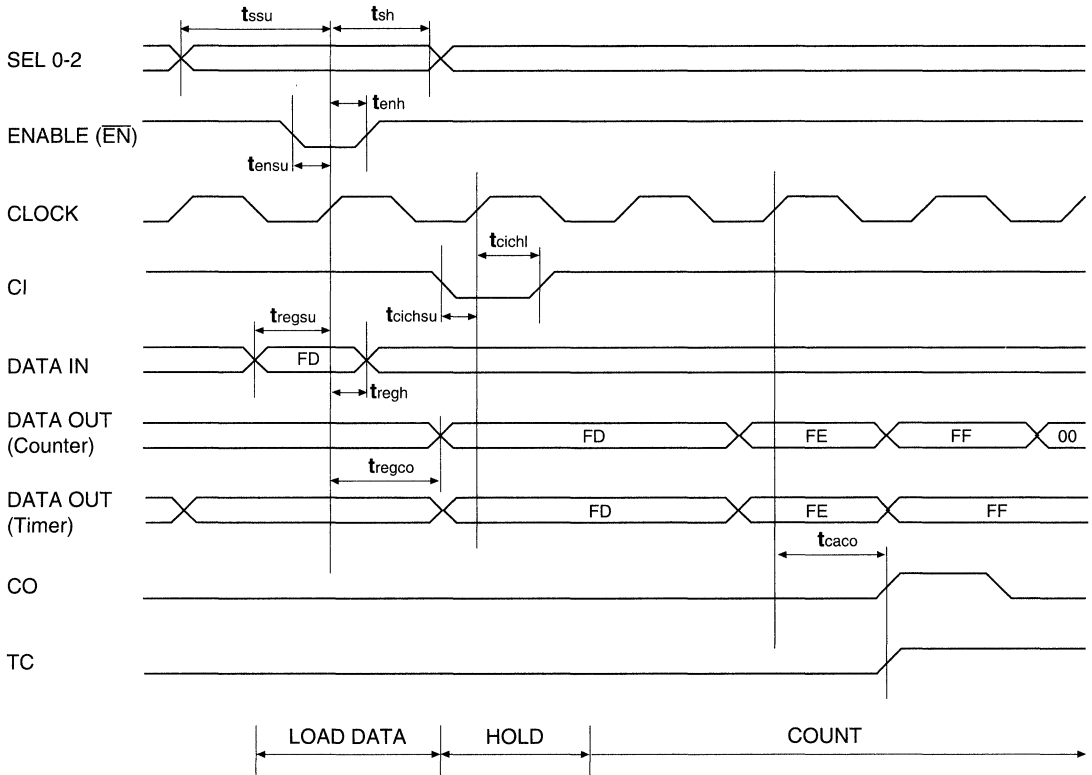 tssu
tsh
SEL 0-2
tenh
ENABLE (EN)
tensu
CLOCK
tcichl
CI
tcichsu
tregsu
DATA IN
FD
tregh
DATA OUT
(Counter)
FD
FE
FF
00
tregco
DATA OUT
(Timer)
FD
FE
FF
tcaco
CO
TC
LOAD DATA
HOLD
COUNT